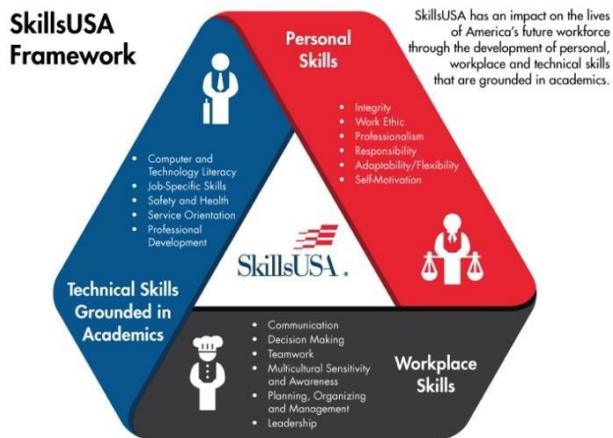 SkillsUSA
Framework
SkillsUSA has an impact on the lives
of America's future workforce
through the development of personal,
workplace and technical skills
that are grounded in academics.
Personal
Skills
• Integrity
• Work Ethic
• Professionalism
• Responsibility
• Adaptability/Flexibility
• Self-Motivation
• Computer and
Technology Literacy
• Job-Specific Skills
• Safety and Health
• Service Orientation
• Professional
Development
Technical Skills
Grounded in
Academics
SkillsUSA®
• Communication
• Decision Making
• Teamwork
• Multicultural Sensitivity
and Awareness
• Planning, Organizing
and Management
• Leadership
Workplace
Skills